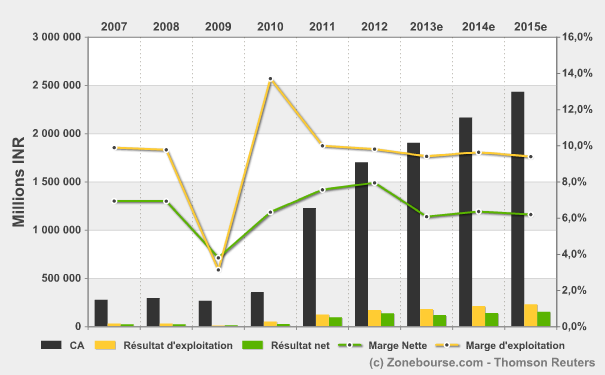 2007 2008 2009 2010 2011 2012 2013e 2014e 2015e
3 000 000 16,0%
14,0%
2 500 000
12,0%
2 000 000
10,0%
1 500 000 8,0%
6,0%
1 000 000
4,0%
500 000
2,0%
0 0,0%
Millions INR
CA Résultat d'exploitation Résultat net Marge Nette Marge d'exploitation
(c) Zonebourse.com - Thomson Reuters